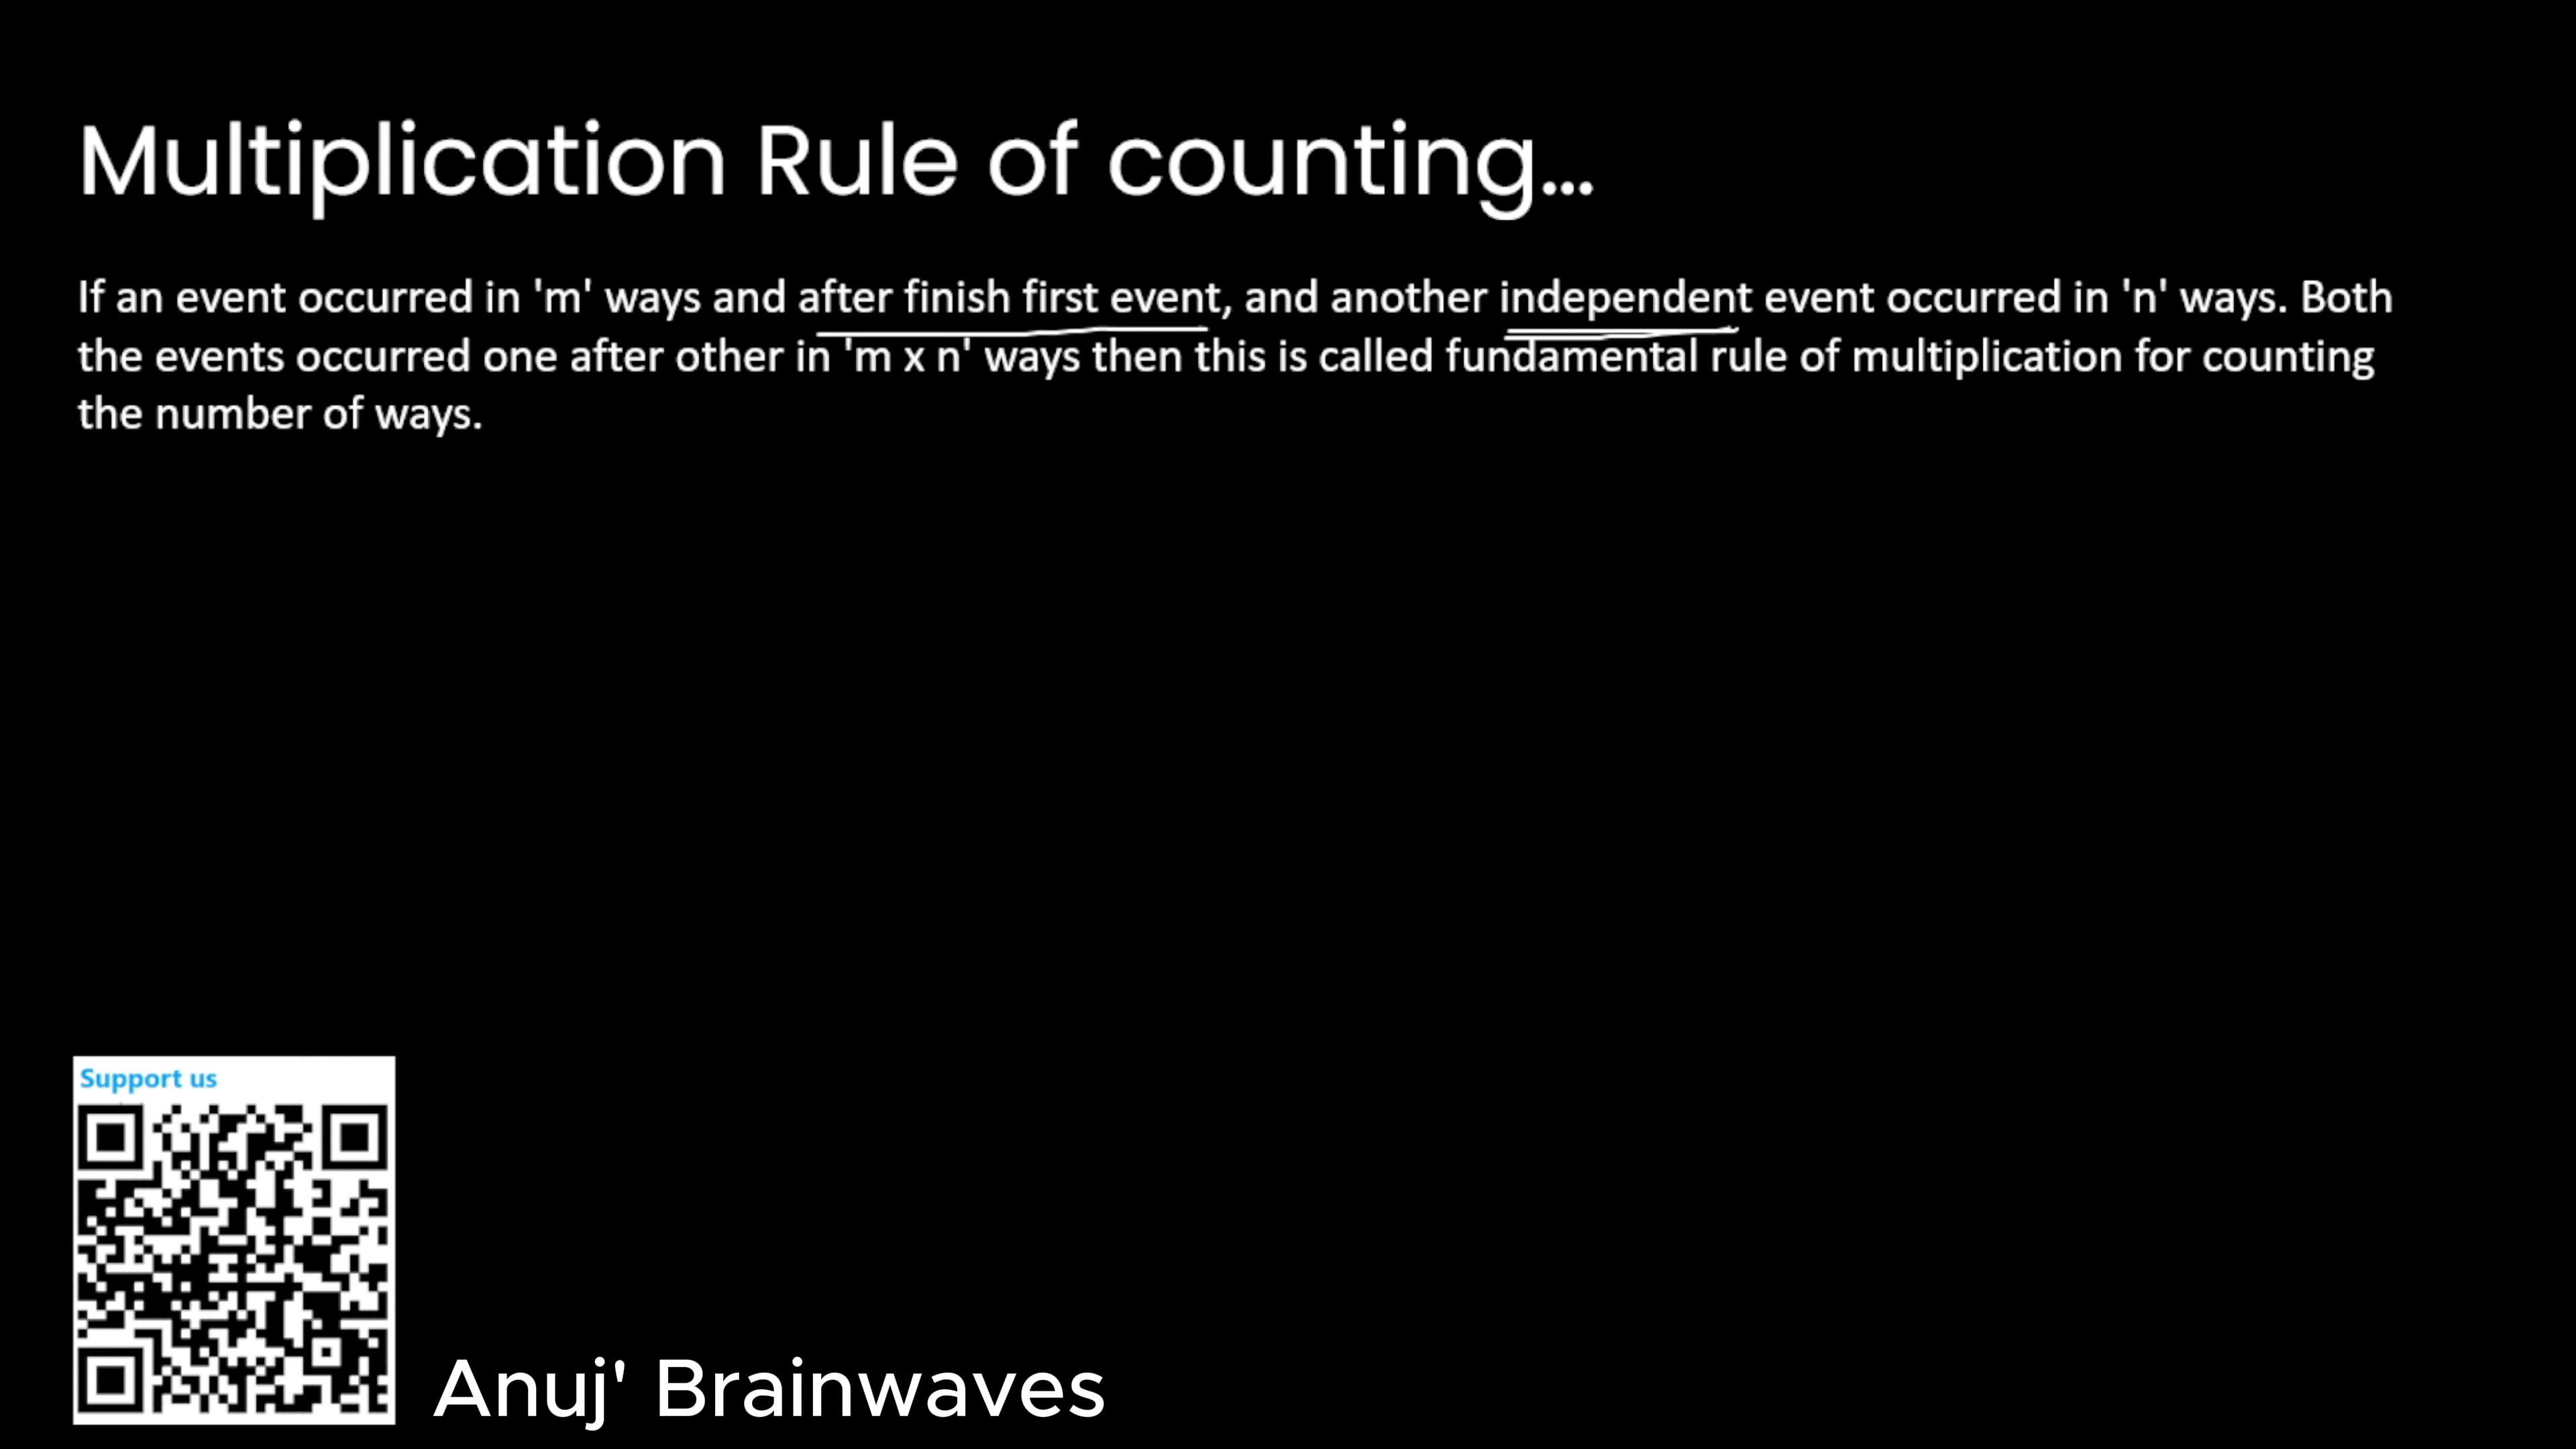 Multiplication Rule of counting...
If an event occurred in 'm' ways and after finish first event, and another independent event occurred in 'n' ways. Both
the events occurred one after other in 'm x n' ways then this is called fundamental rule of multiplication for counting
the number of ways.
Support us
Anuj' Brainwaves